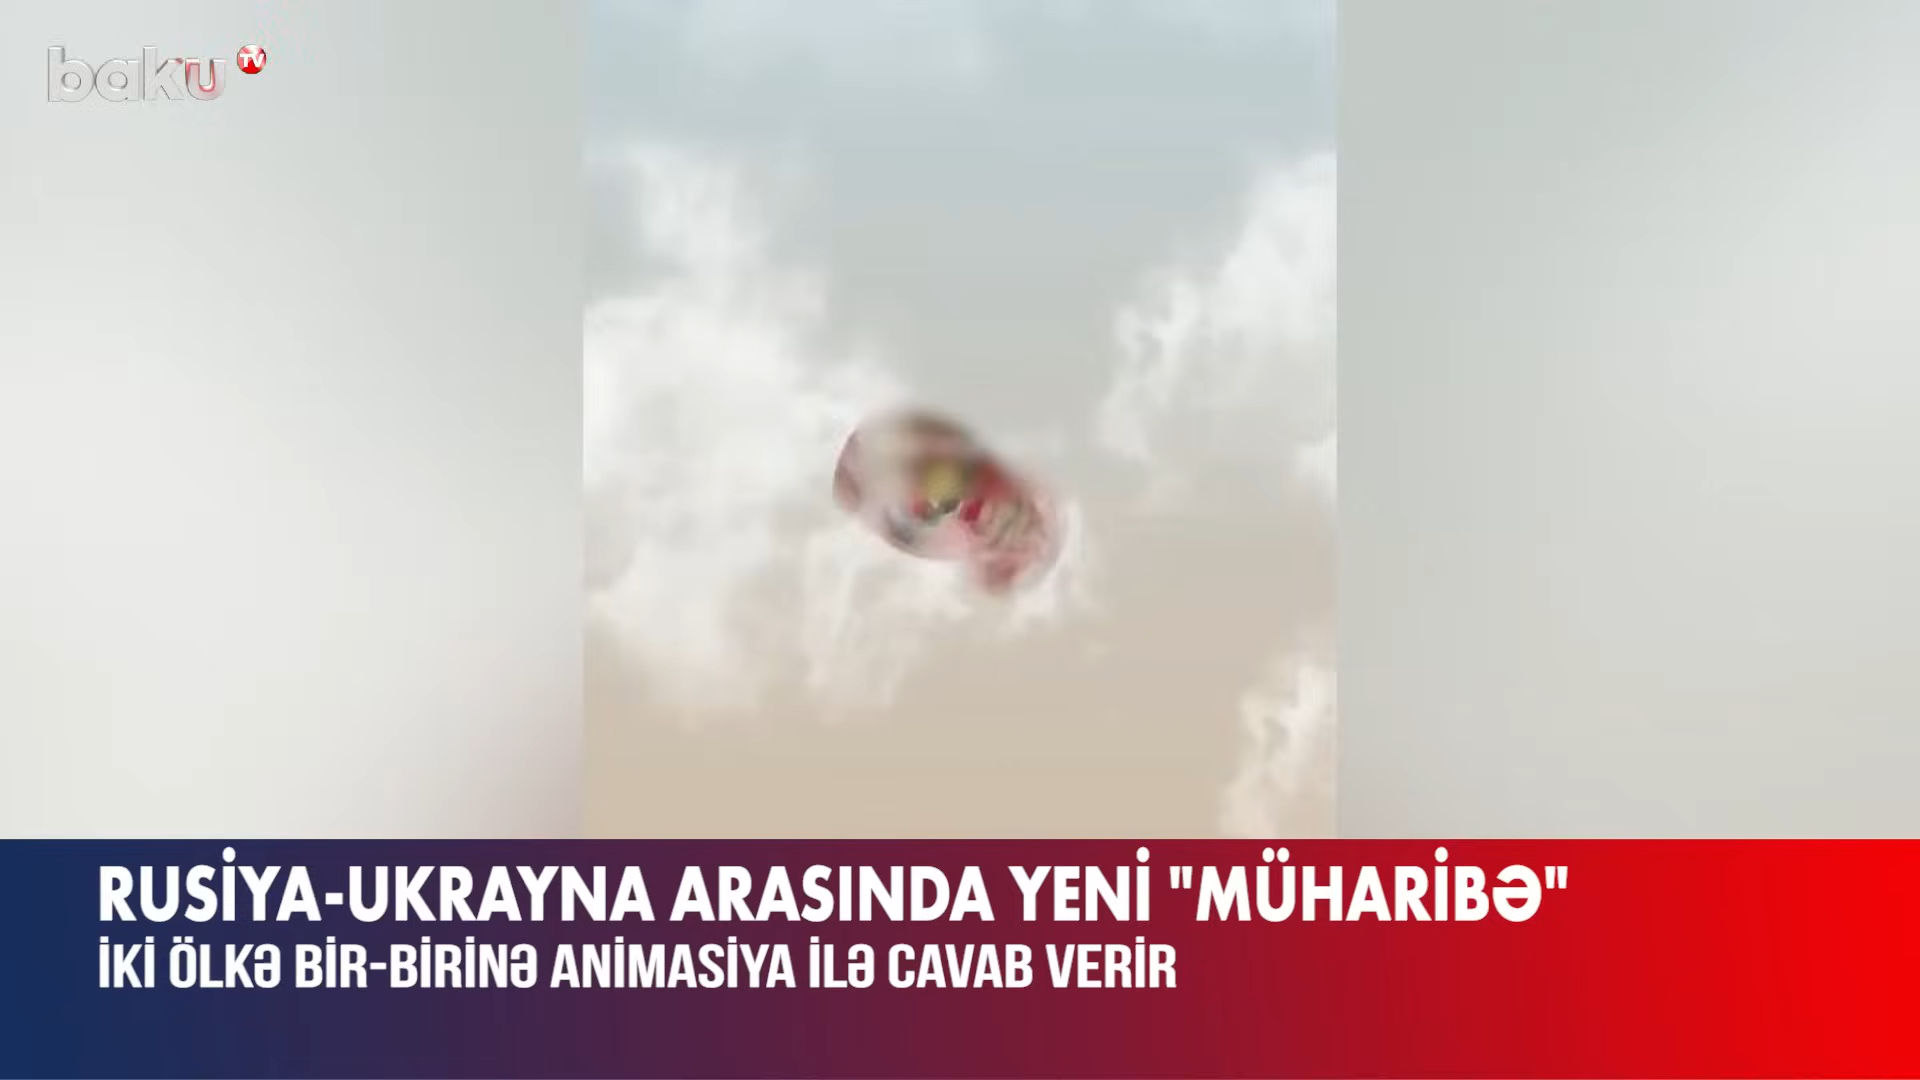 baku TV
RUSİYA-UKRAYNA ARASINDA YENİ "MÜHARİBƏ"
İKİ ÖLKƏ BİR-BİRİNƏ ANİMASİYA İLƏ CAVAB VERİR